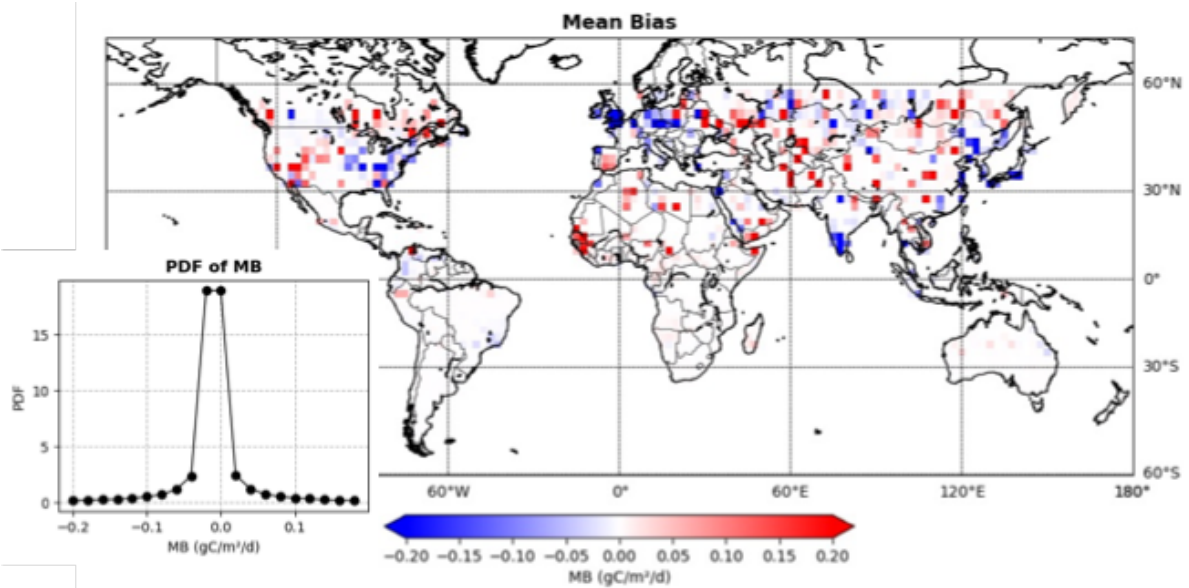 Mean Bias
60°N
30°N
0°
30°S
60°S
60°W 0° 60°E 120°E 180°
PDF of MB
15
10
5
0
PDF
−0.2 −0.1 0.0 0.1
MB (gC/m²/d)
−0.20 −0.15 −0.10 −0.05 0.00 0.05 0.10 0.15 0.20
MB (gC/m²/d)